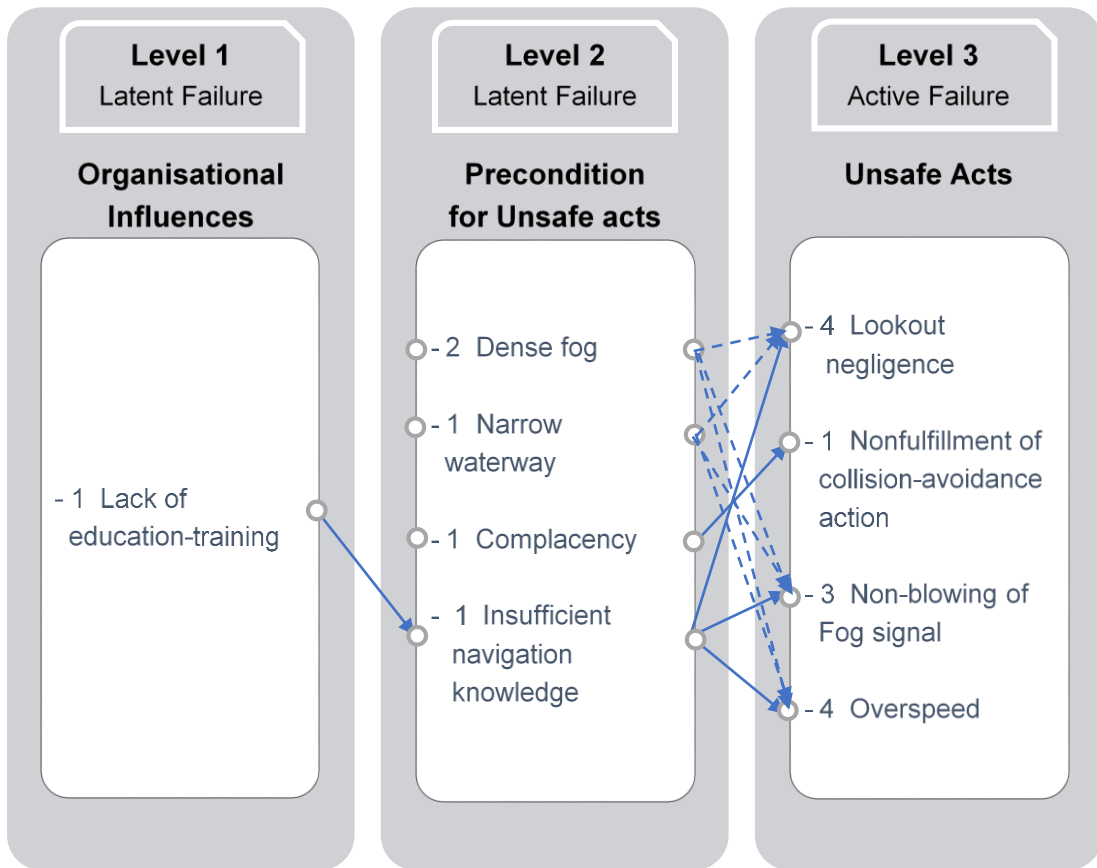 Level 1
Latent Failure
Organisational
Influences
- 1 Lack of
education-training
Level 2
Latent Failure
Precondition
for Unsafe acts
- 2 Dense fog
- 1 Narrow
waterway
- 1 Complacency
- 1 Insufficient
navigation
knowledge
Level 3
Active Failure
Unsafe Acts
- 4 Lookout
negligence
- 1 Nonfulfillment of
collision-avoidance
action
- 3 Non-blowing of
Fog signal
- 4 Overspeed